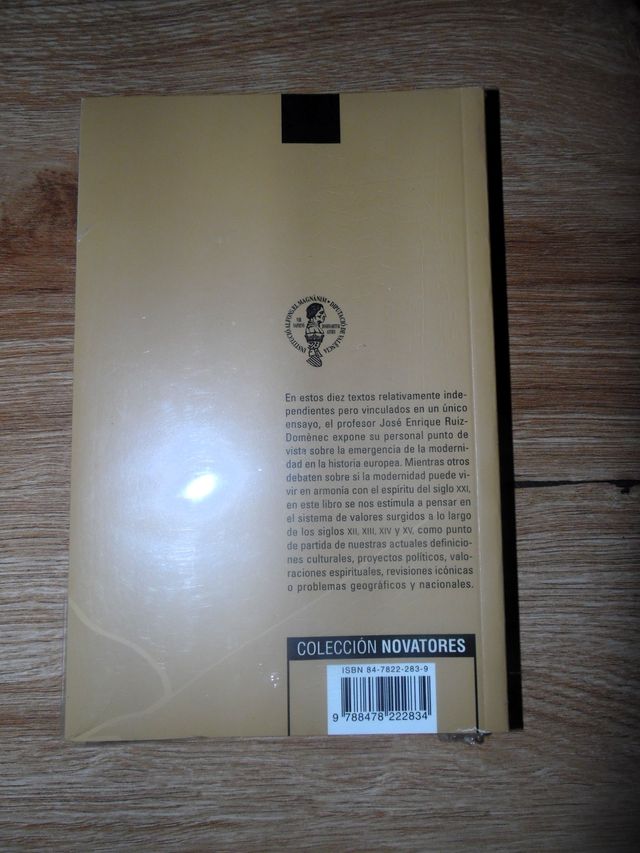 INSTITUCIÓ ALFONS EL MAGNÀNIM • DIPUTACIÓ DE VALÈNCIA
En estos diez textos relativamente inde-
pendientes pero vinculados en un único
ensayo, el profesor José Enrique Ruiz-
Domènec expone su personal punto de
vista sobre la emergencia de la moderni-
dad en la historia europea. Mientras otros
debaten sobre si la modernidad puede vi-
vir en armonía con el espíritu del siglo XXI,
en este libro se nos estimula a pensar en
el sistema de valores surgidos a lo largo
de los siglos XII, XIII, XIV y XV, como punto
de partida de nuestras actuales definicio-
nes culturales, proyectos políticos, valo-
raciones espirituales, revisiones icónicas
o problemas geográficos y nacionales.
COLECCIÓN NOVATORES
ISBN 84-7822-283-9
9 788478 222834